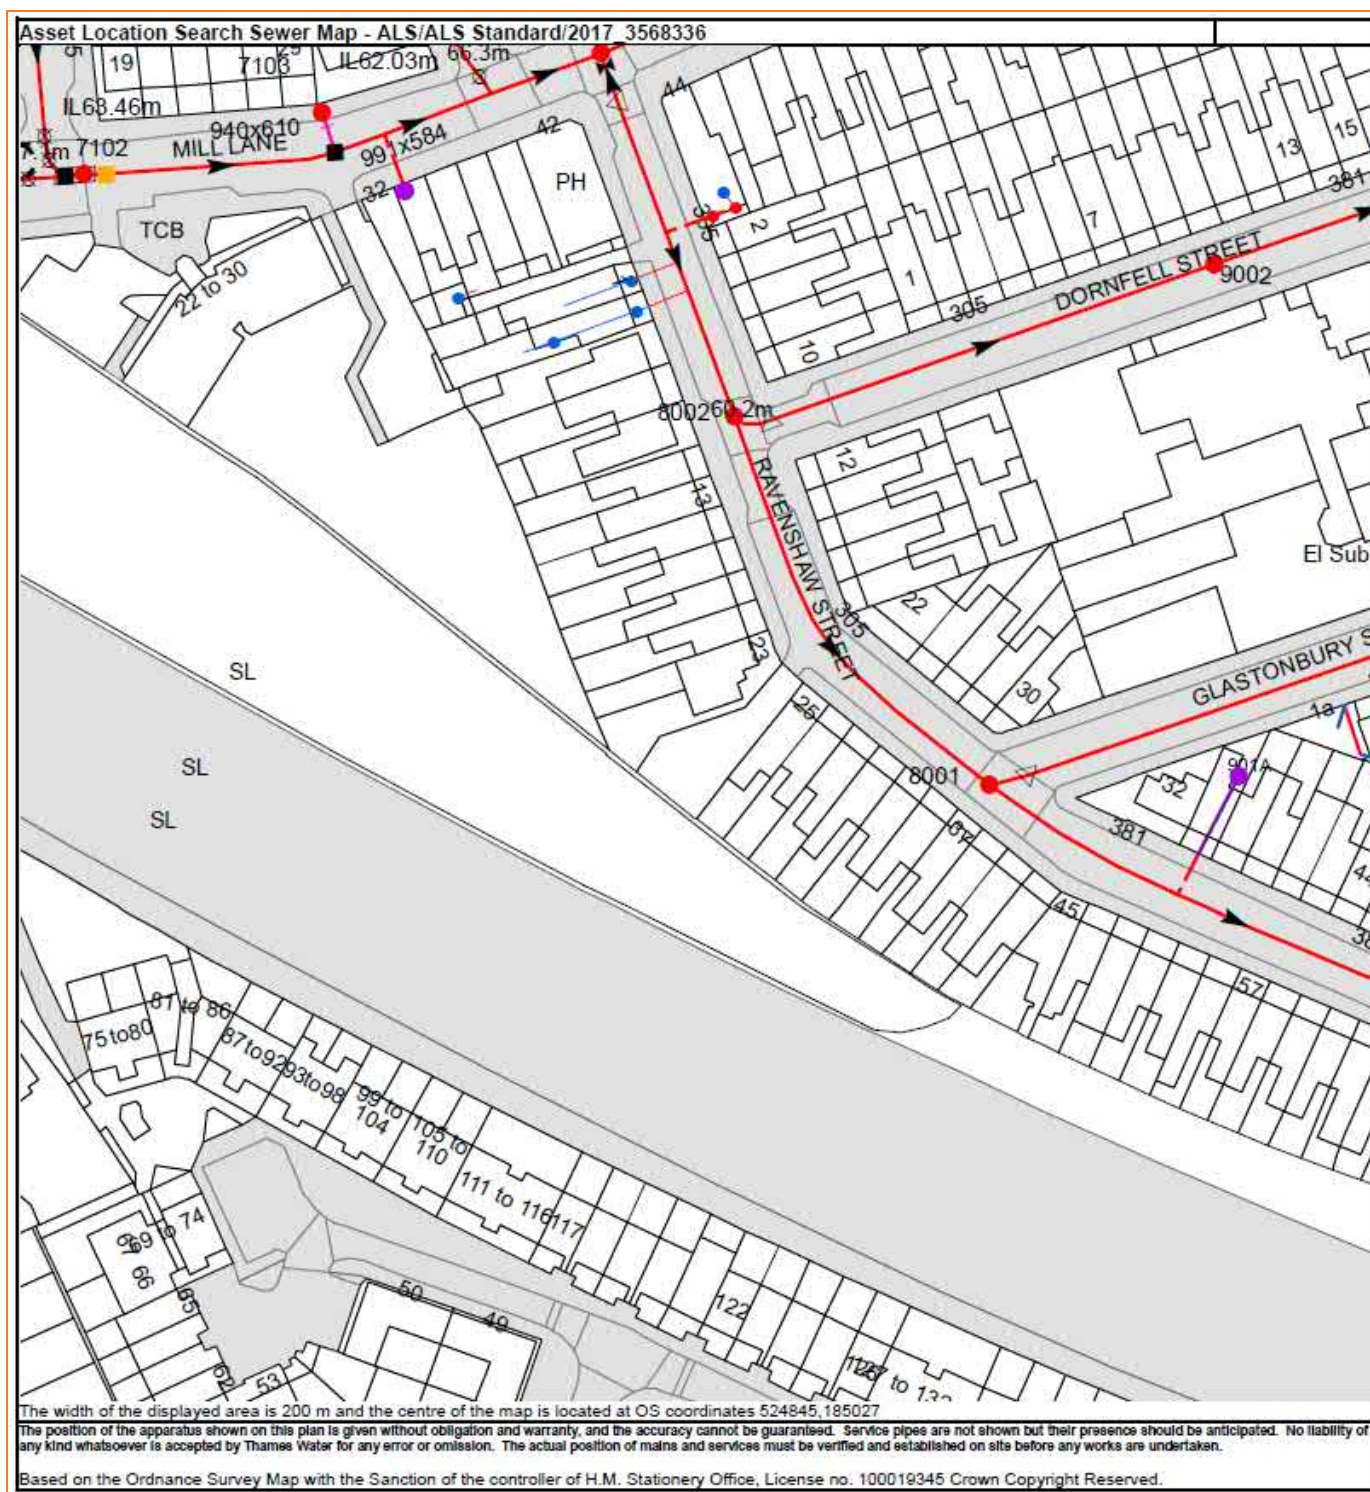 Asset Location Search Sewer Map - ALS/ALS Standard/2017_3568336
19
7103
IL62.03m
66.3m
44
IL63.46m
7102
940x610
MILL LANE
991x584
42
13
15
381
32
PH
TCB
22 to 30
2
7
1
305
DORNFELL STREET
9002
10
8002
60.2m
12
13
RAVENSHAW STREET
El Sub
22
305
23
30
GLASTONBURY S
25
1a
SL
SL
SL
8001
901A
32
381
45
44
57
75to80
81 to 86
87to92
93to98
99 to 104
105 to 110
111 to 116
117
69 to 74
67
66
65
62
53
50
49
122
The width of the displayed area is 200 m and the centre of the map is located at OS coordinates 524845,185027
The position of the apparatus shown on this plan is given without obligation and warranty, and the accuracy cannot be guaranteed. Service pipes are not shown but their presence should be anticipated. No liability of
any kind whatsoever is accepted by Thames Water for any error or omission. The actual position of mains and services must be verified and established on site before any works are undertaken.
Based on the Ordnance Survey Map with the Sanction of the controller of H.M. Stationery Office, License no. 100019345 Crown Copyright Reserved.